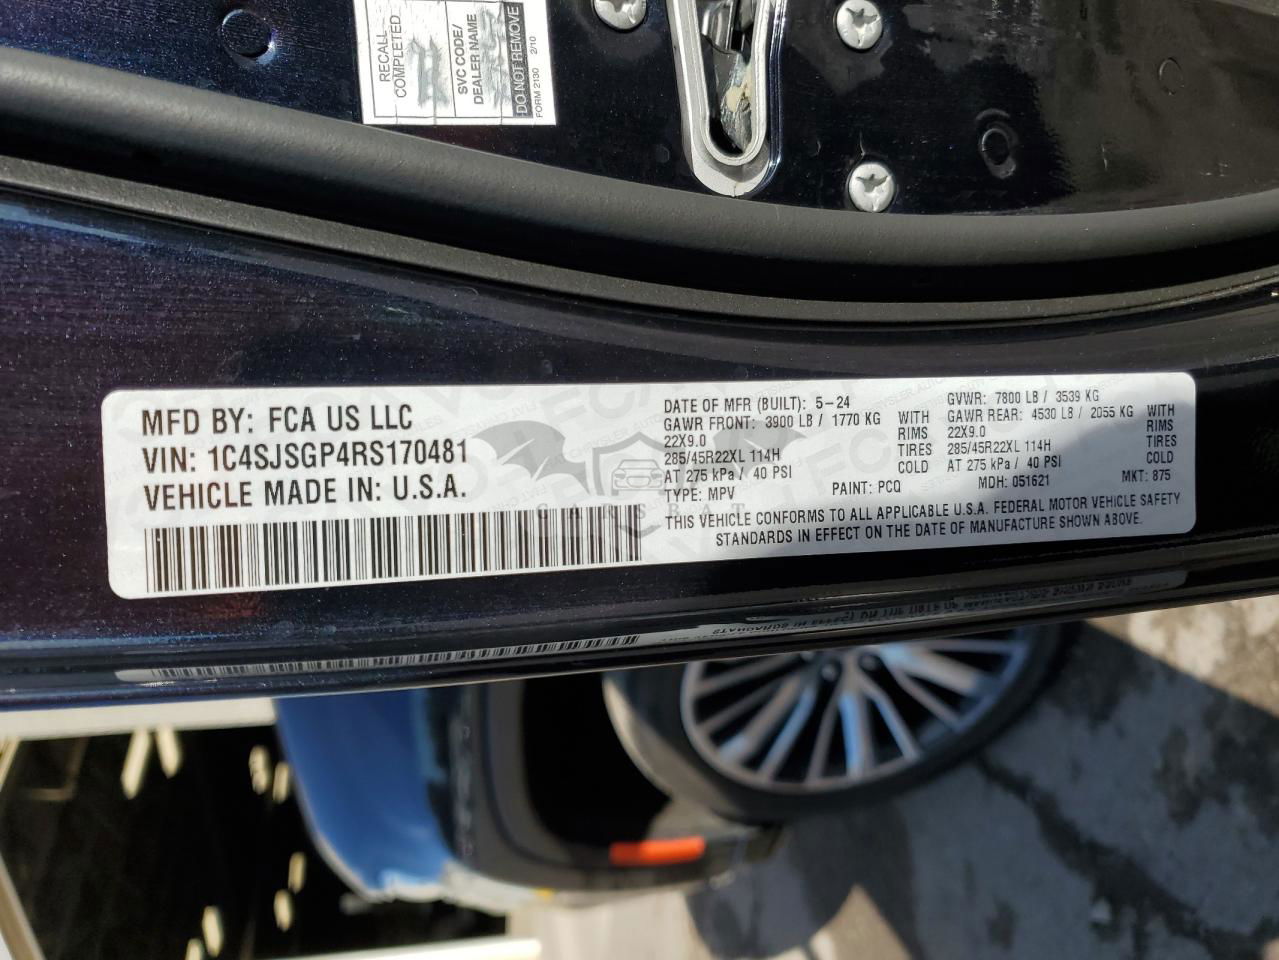 RECALL
COMPLETED
SVC CODE/
DEALER NAME
DO NOT REMOVE
FORM 2130 2/10
MFD BY: FCA US LLC
VIN: 1C4SJSGP4RS170481
VEHICLE MADE IN: U.S.A.
DATE OF MFR (BUILT): 5-24
GAWR FRONT: 3900 LB / 1770 KG WITH
22X9.0 RIMS
285/45R22XL 114H TIRES
AT 275 kPa / 40 PSI COLD
TYPE: MPV PAINT: PCQ
GVWR: 7800 LB / 3539 KG
GAWR REAR: 4530 LB / 2055 KG WITH
22X9.0 RIMS
285/45R22XL 114H TIRES
AT 275 kPa / 40 PSI COLD
MDH: 051621 MKT: 875
THIS VEHICLE CONFORMS TO ALL APPLICABLE U.S.A. FEDERAL MOTOR VEHICLE SAFETY
STANDARDS IN EFFECT ON THE DATE OF MANUFACTURE SHOWN ABOVE.
CARSBAT